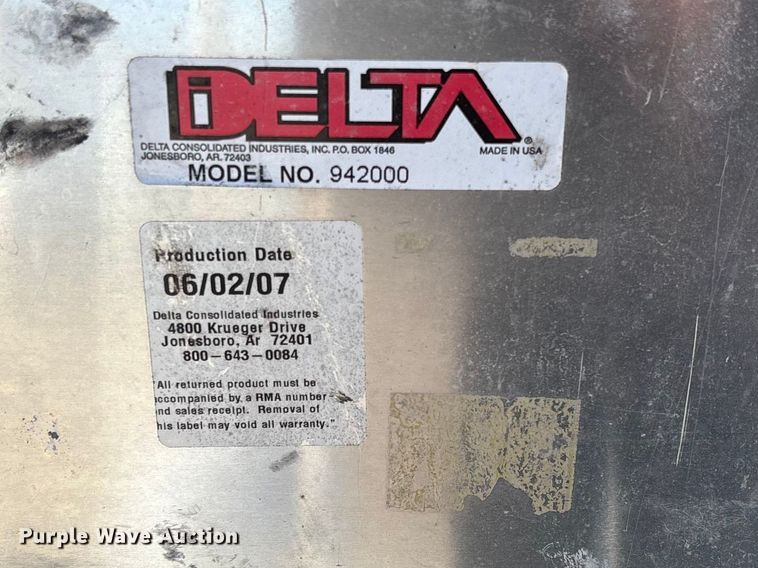 DELTA
®
DELTA CONSOLIDATED INDUSTRIES, INC. P.O. BOX 1846
JONESBORO, AR. 72403
MADE IN USA
MODEL NO. 942000
Production Date
06/02/07
Delta Consolidated Industries
4800 Krueger Drive
Jonesboro, Ar 72401
800-643-0084
"All returned product must be
accompanied by a RMA number
and sales receipt. Removal of
this label may void all warranty."
Purple Wave Auction